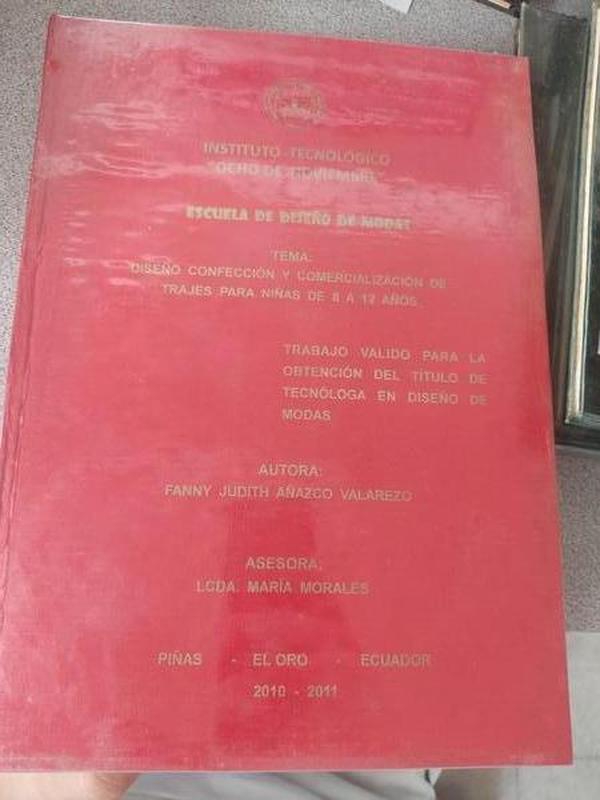 INSTITUTO TECNOLÓGICO
"OCHO DE NOVIEMBRE"
ESCUELA DE DISEÑO DE MODAS
TEMA:
DISEÑO CONFECCIÓN Y COMERCIALIZACIÓN DE
TRAJES PARA NIÑAS DE 8 A 12 AÑOS.
TRABAJO VALIDO PARA LA
OBTENCIÓN DEL TÍTULO DE
TECNÓLOGA EN DISEÑO DE
MODAS
AUTORA:
FANNY JUDITH AÑAZCO VALAREZO
ASESORA:
LCDA. MARÍA MORALES
PIÑAS - EL ORO - ECUADOR
2010 - 2011